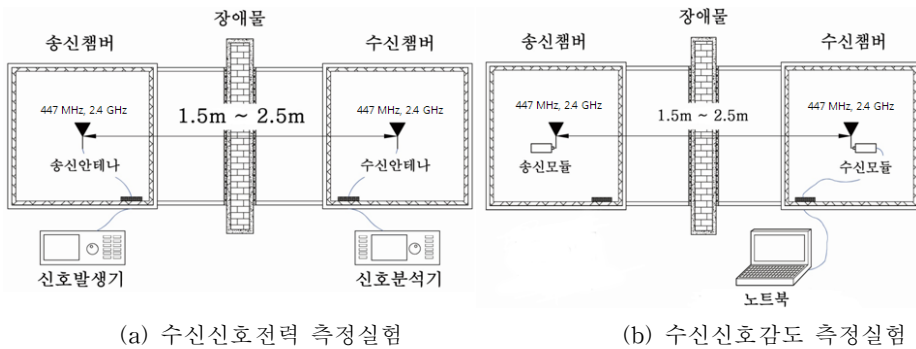 장애물
송신챔버
수신챔버
447 MHz, 2.4 GHz
447 MHz, 2.4 GHz
1.5m ~ 2.5m
송신안테나
수신안테나
신호발생기
신호분석기
(a) 수신신호전력 측정실험
장애물
송신챔버
수신챔버
447 MHz, 2.4 GHz
447 MHz, 2.4 GHz
1.5m ~ 2.5m
송신모듈
수신모듈
노트북
(b) 수신신호감도 측정실험